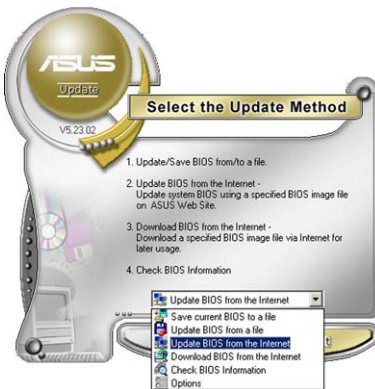 ASUS
Update
V5.23.02
Select the Update Method
1. Update/Save BIOS from/to a file.
2. Update BIOS from the Internet -
Update system BIOS using a specified BIOS image file
on ASUS Web Site.
3. Download BIOS from the Internet -
Download a specified BIOS image file via Internet for
later usage.
4. Check BIOS Information
Update BIOS from the Internet
Save current BIOS to a file
Update BIOS from a file
Update BIOS from the Internet
Download BIOS from the Internet
Check BIOS Information
Options